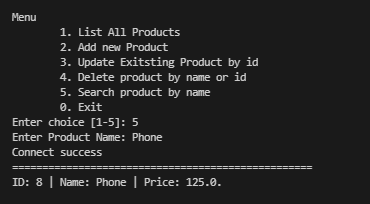 Menu
1. List All Products
2. Add new Product
3. Update Exitsting Product by id
4. Delete product by name or id
5. Search product by name
0. Exit
Enter choice [1-5]: 5
Enter Product Name: Phone
Connect success
==================================================
ID: 8 | Name: Phone | Price: 125.0.